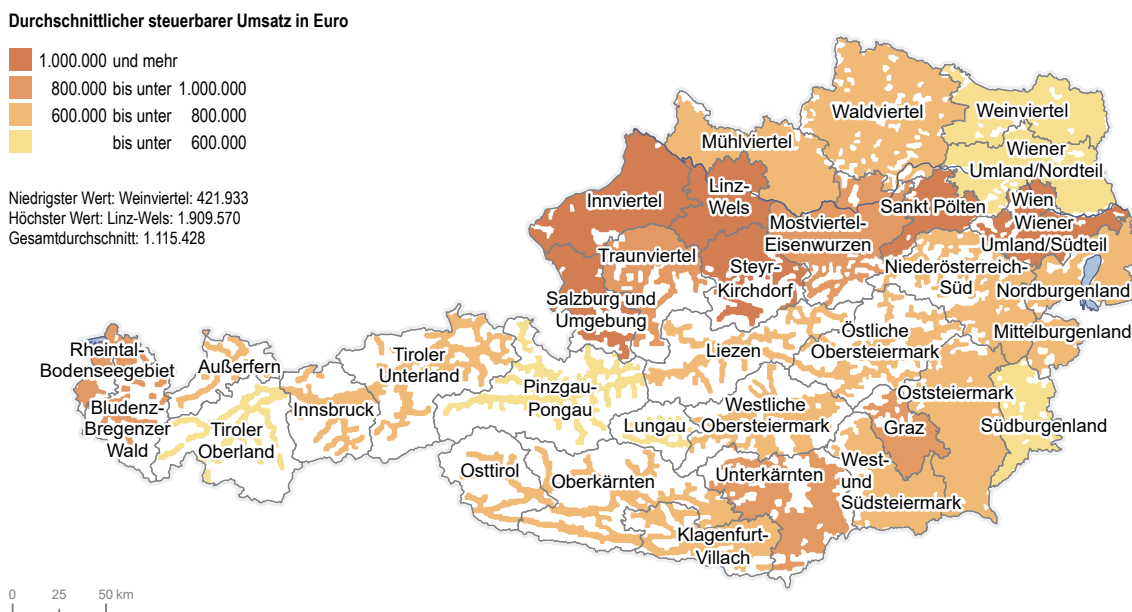 Durchschnittlicher steuerbarer Umsatz in Euro
1.000.000 und mehr
800.000 bis unter 1.000.000
600.000 bis unter 800.000
bis unter 600.000
Niedrigster Wert: Weinviertel: 421.933
Höchster Wert: Linz-Wels: 1.909.570
Gesamtdurchschnitt: 1.115.428
Waldviertel
Weinviertel
Mühlviertel
Wiener
Umland/Nordteil
Innviertel
Linz-
Wels
Sankt Pölten
Wien
Mostviertel-
Eisenwurzen
Wiener
Umland/Südteil
Traunviertel
Steyr-
Kirchdorf
Niederösterreich-
Süd
Nordburgenland
Salzburg und
Umgebung
Mittelburgenland
Östliche
Obersteiermark
Liezen
Rheintal-
Bodenseegebiet
Außerfern
Tiroler
Unterland
Pinzgau-
Pongau
Oststeiermark
Bludenz-
Bregenzer
Wald
Innsbruck
Tiroler
Oberland
Lungau
Westliche
Obersteiermark
Graz
Südburgenland
Osttirol
Oberkärnten
Unterkärnten
West-
und
Südsteiermark
Klagenfurt-
Villach
0 25 50 km